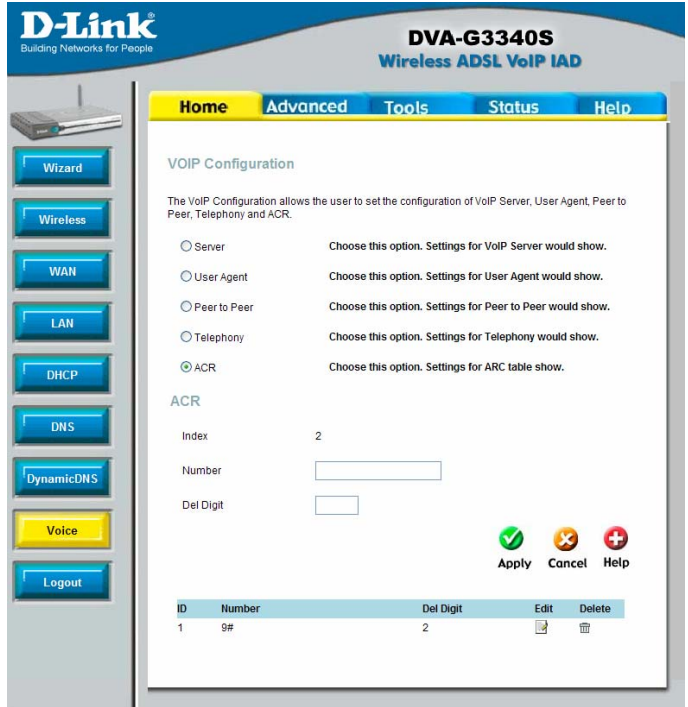 D-Link®
Building Networks for People
DVA-G3340S
Wireless ADSL VoIP IAD
Home Advanced Tools Status Help
Wizard
Wireless
WAN
LAN
DHCP
DNS
DynamicDNS
Voice
Logout
VOIP Configuration
The VoIP Configuration allows the user to set the configuration of VoIP Server, User Agent, Peer to
Peer, Telephony and ACR.
Server Choose this option. Settings for VoIP Server would show.
User Agent Choose this option. Settings for User Agent would show.
Peer to Peer Choose this option. Settings for Peer to Peer would show.
Telephony Choose this option. Settings for Telephony would show.
ACR Choose this option. Settings for ARC table show.
ACR
Index 2
Number
Del Digit
Apply Cancel Help
ID Number Del Digit Edit Delete
1 9# 2